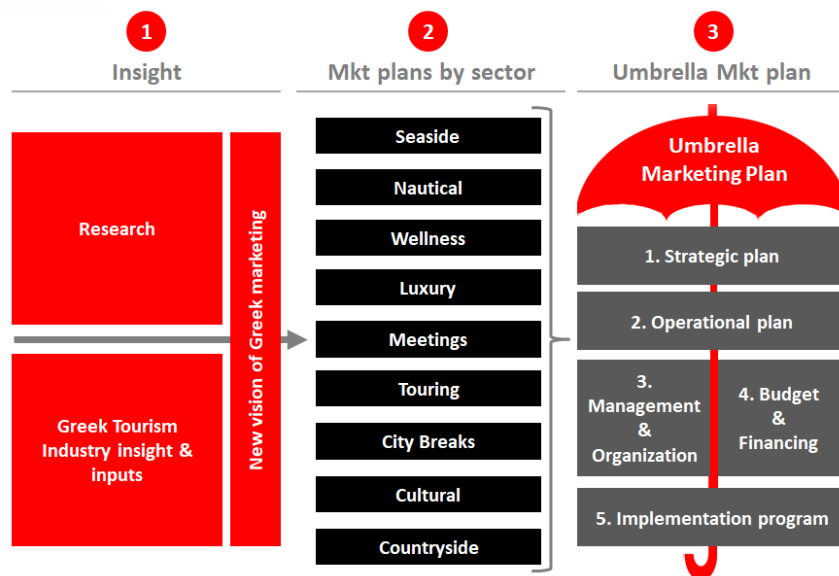 1
Insight
Research
Greek Tourism
Industry insight &
inputs
New vision of Greek marketing
2
Mkt plans by sector
Seaside
Nautical
Wellness
Luxury
Meetings
Touring
City Breaks
Cultural
Countryside
3
Umbrella Mkt plan
Umbrella
Marketing Plan
1. Strategic plan
2. Operational plan
3.
Management
&
Organization
4. Budget
&
Financing
5. Implementation program